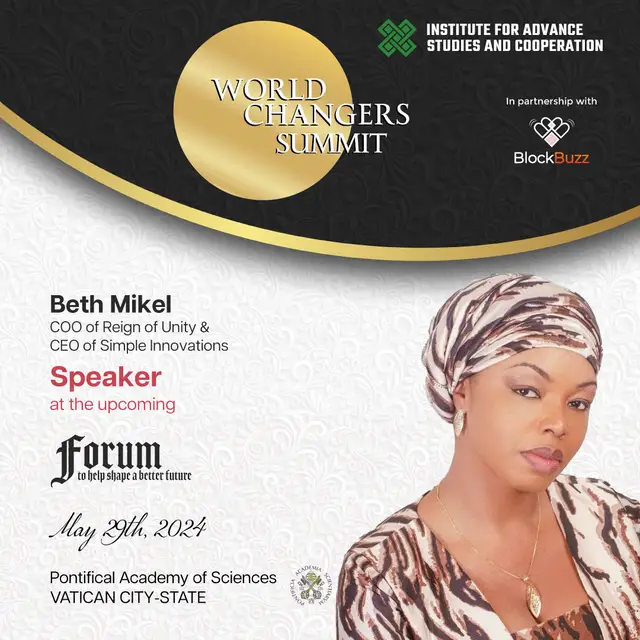 INSTITUTE FOR ADVANCE
STUDIES AND COOPERATION
WORLD
CHANGERS
SUMMIT
In partnership with
BlockBuzz
Beth Mikel
COO of Reign of Unity &
CEO of Simple Innovations
Speaker
at the upcoming
Forum
to help shape a better future
May 29th, 2024
Pontifical Academy of Sciences
VATICAN CITY-STATE